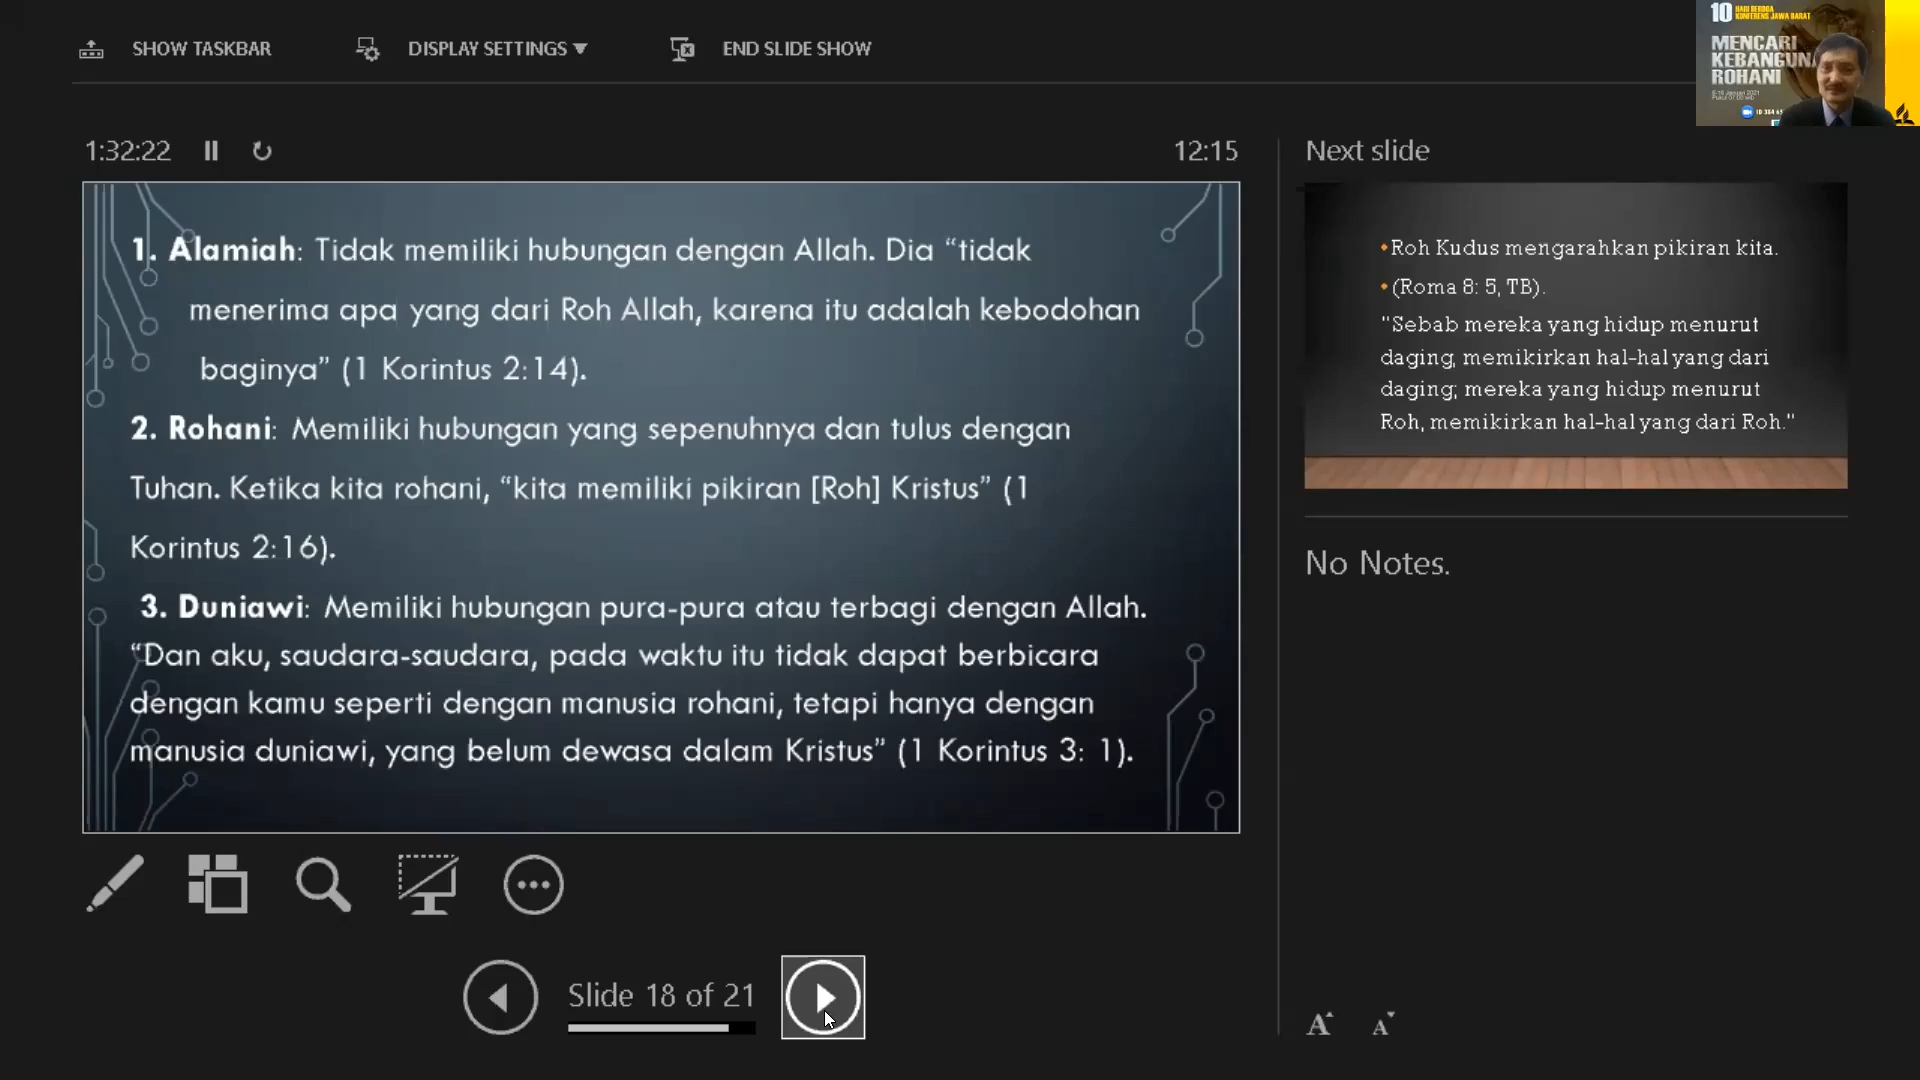 SHOW TASKBAR
DISPLAY SETTINGS ▼
END SLIDE SHOW
10 HARI BERDOA
KONFERENS JAWA BARAT
MENCARI
KEBANGUN
ROHANI
1:32:22
12:15
1. Alamiah: Tidak memiliki hubungan dengan Allah. Dia “tidak
menerima apa yang dari Roh Allah, karena itu adalah kebodohan
baginya” (1 Korintus 2:14).
2. Rohani: Memiliki hubungan yang sepenuhnya dan tulus dengan
Tuhan. Ketika kita rohani, “kita memiliki pikiran [Roh] Kristus” (1
Korintus 2:16).
3. Duniawi: Memiliki hubungan pura-pura atau terbagi dengan Allah.
“Dan aku, saudara-saudara, pada waktu itu tidak dapat berbicara
dengan kamu seperti dengan manusia rohani, tetapi hanya dengan
manusia duniawi, yang belum dewasa dalam Kristus” (1 Korintus 3: 1).
Slide 18 of 21
Next slide
•Roh Kudus mengarahkan pikiran kita.
•(Roma 8: 5, TB).
"Sebab mereka yang hidup menurut
daging, memikirkan hal-hal yang dari
daging; mereka yang hidup menurut
Roh, memikirkan hal-hal yang dari Roh."
No Notes.
A A